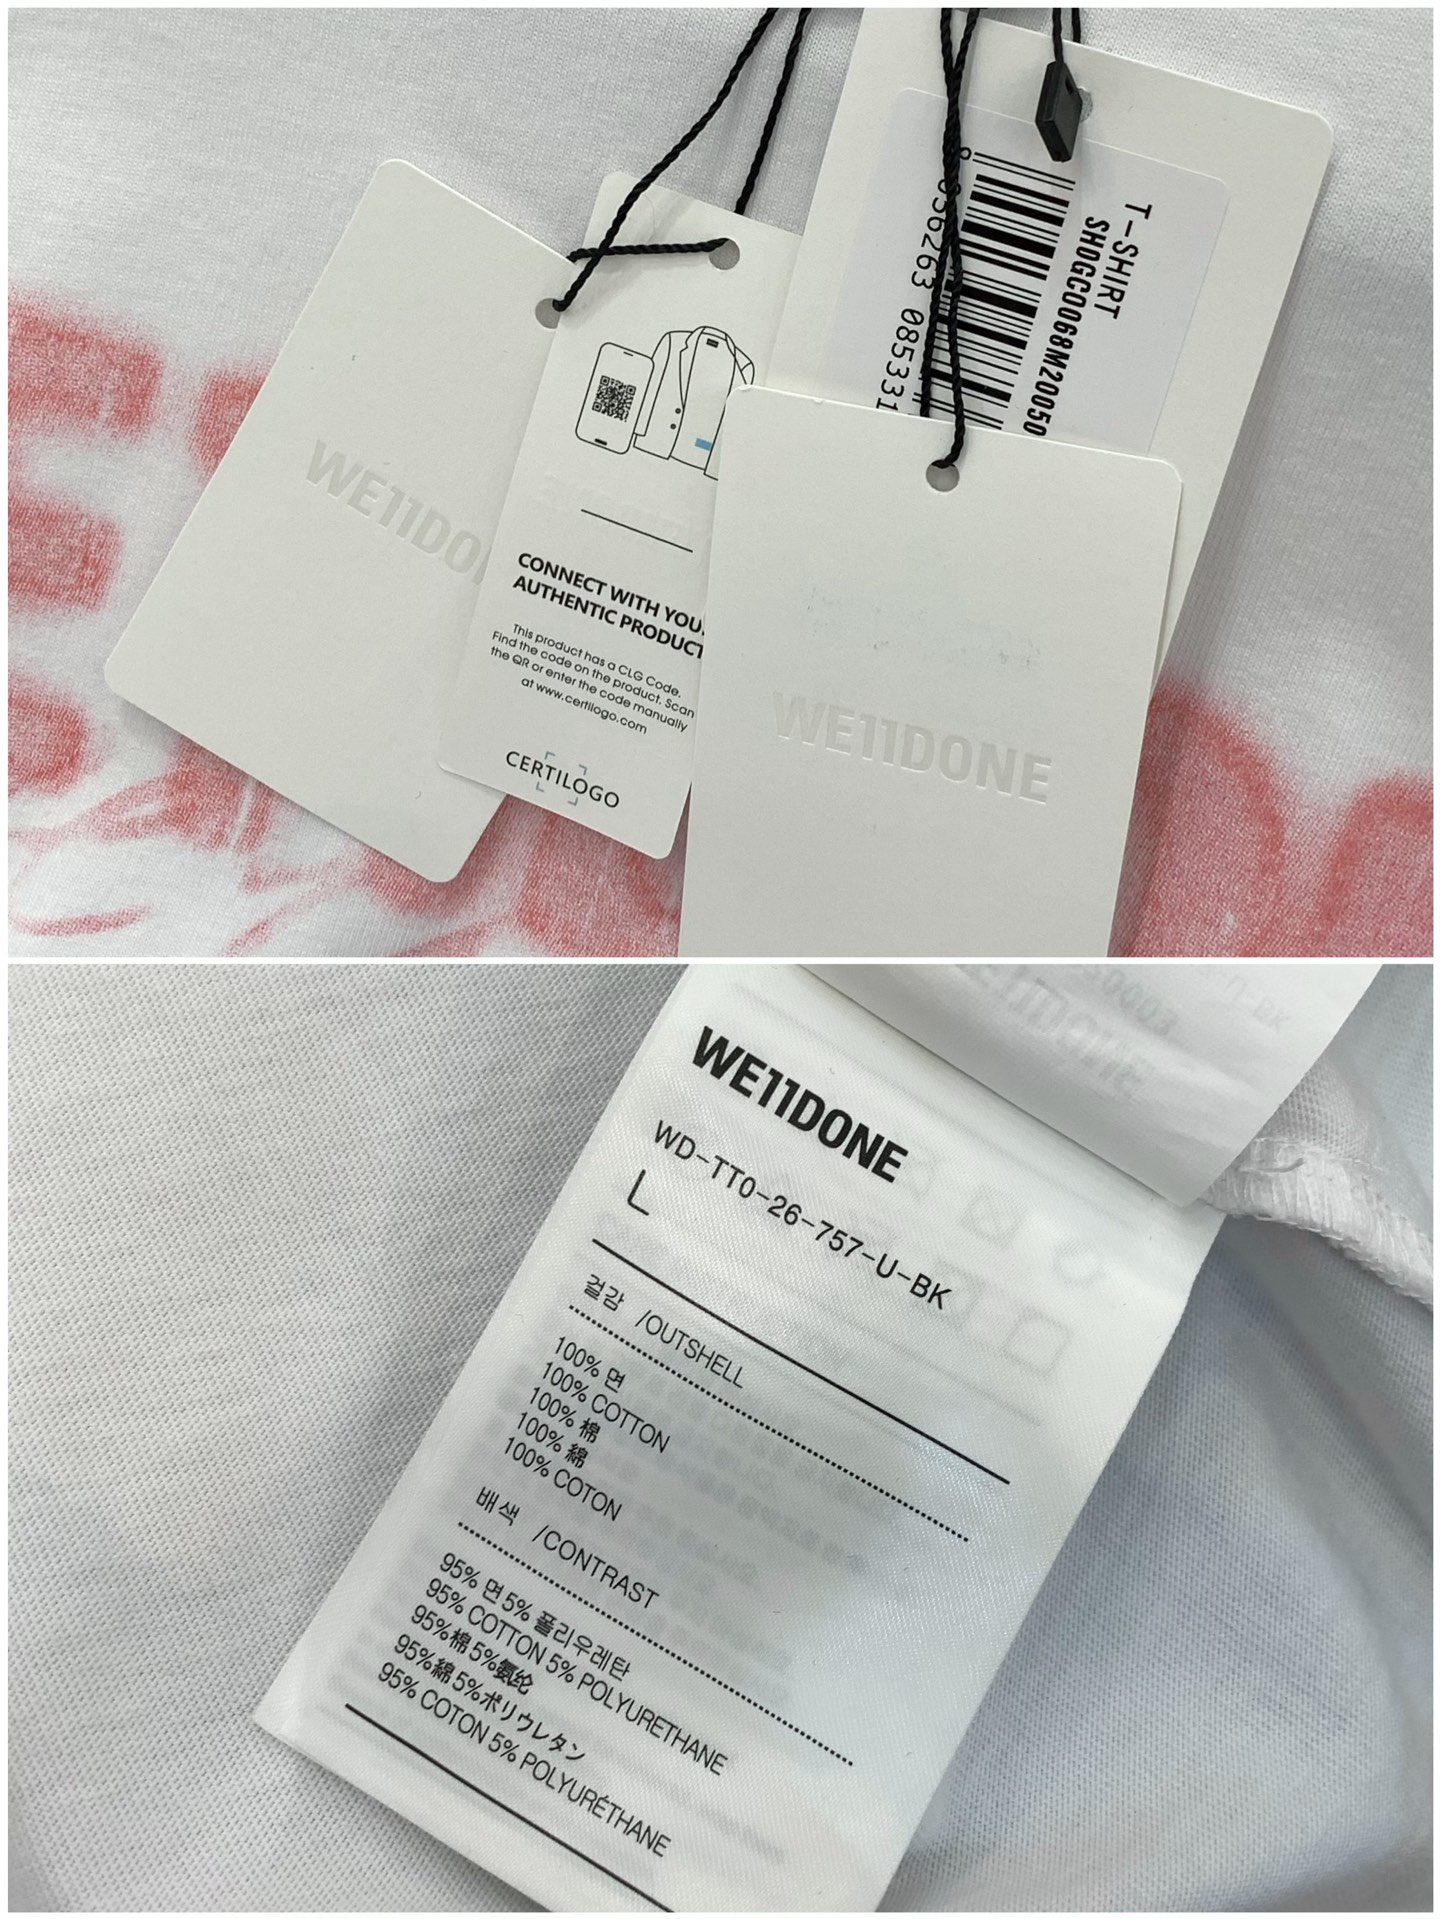 WE11DO
CONNECT WITH YOU
AUTHENTIC PRODUCT
This product has a CLG Code.
Find the code on the product. Scan
the QR or enter the code manually
at www.certilogo.com
CERTILOGO
T-SHIRT
SH0GC0068M20050
056263 085331
WE11DONE
WE11DONE
WD-TT0-26-757-U-BK
L
겉감 /OUTSHELL
100% 면
100% COTTON
100% 棉
100% 綿
100% COTON
배색 /CONTRAST
95% 면 5% 폴리우레탄
95% COTTON 5% POLYURETHANE
95%棉 5%氨纶
95%綿 5%ポリウレタン
95% COTON 5% POLYURÉTHANE